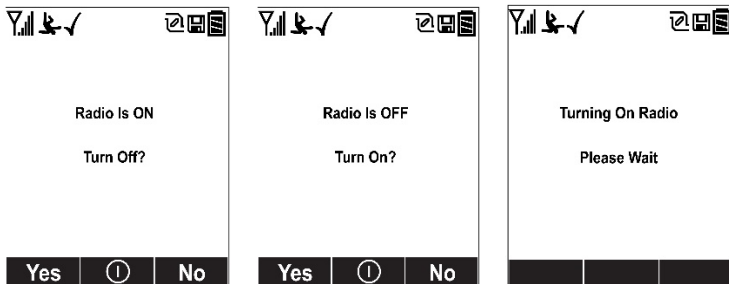 Radio Is ON
Turn Off?
Yes
No
Radio Is OFF
Turn On?
Yes
No
Turning On Radio
Please Wait